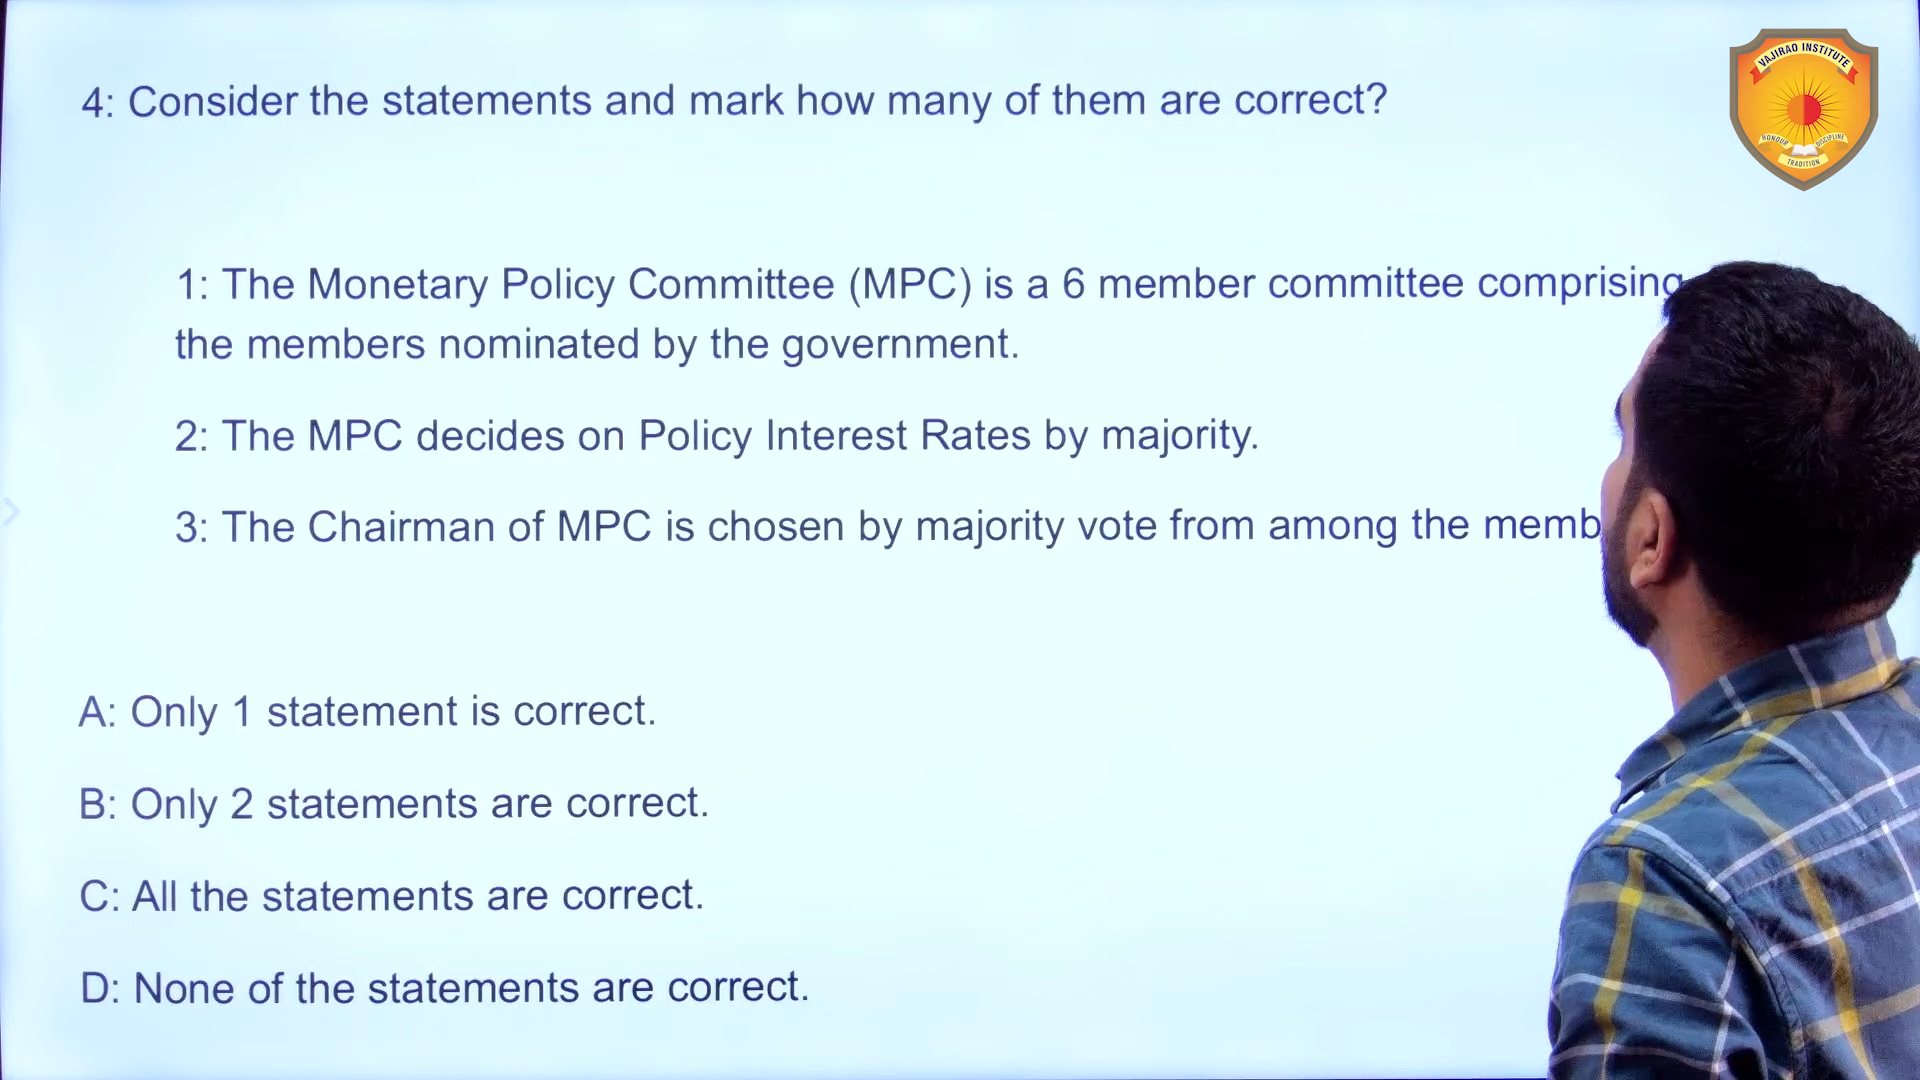 4: Consider the statements and mark how many of them are correct?
VAJIRAO INSTITUTE
HONOUR
DISCIPLINE
TRADITION
1: The Monetary Policy Committee (MPC) is a 6 member committee comprising
the members nominated by the government.
2: The MPC decides on Policy Interest Rates by majority.
3: The Chairman of MPC is chosen by majority vote from among the memb
A: Only 1 statement is correct.
B: Only 2 statements are correct.
C: All the statements are correct.
D: None of the statements are correct.